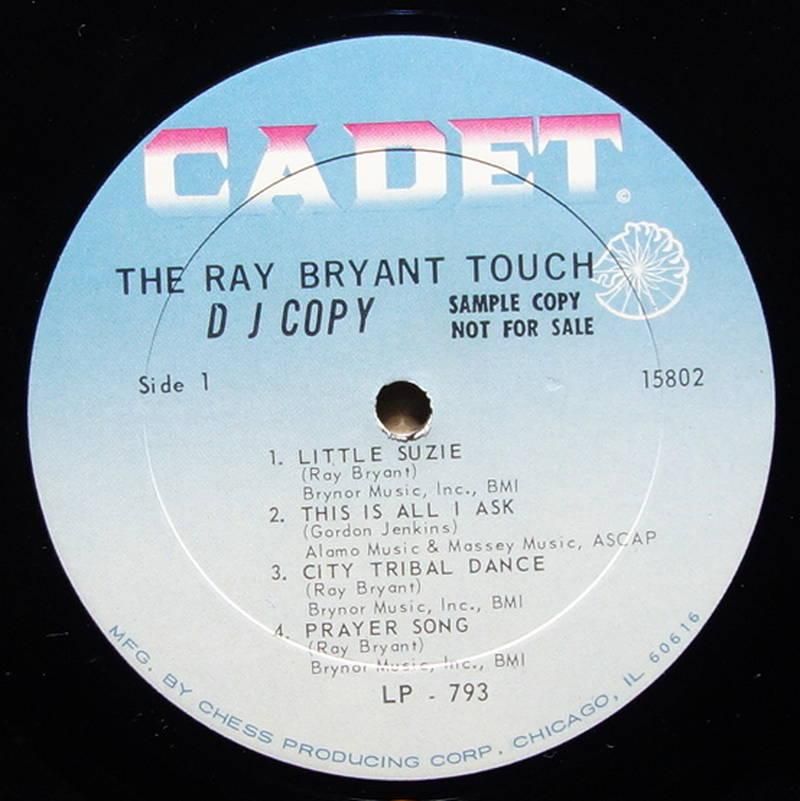 CADET
©
THE RAY BRYANT TOUCH
D J COPY
SAMPLE COPY
NOT FOR SALE
Side 1
15802
1. LITTLE SUZIE
(Ray Bryant)
Brynor Music, Inc., BMI
2. THIS IS ALL I ASK
(Gordon Jenkins)
Alamo Music & Massey Music, ASCAP
3. CITY TRIBAL DANCE
(Ray Bryant)
Brynor Music, Inc., BMI
4. PRAYER SONG
(Ray Bryant)
Brynor Music, Inc., BMI
LP - 793
MFG. BY CHESS PRODUCING CORP. CHICAGO, IL 60616